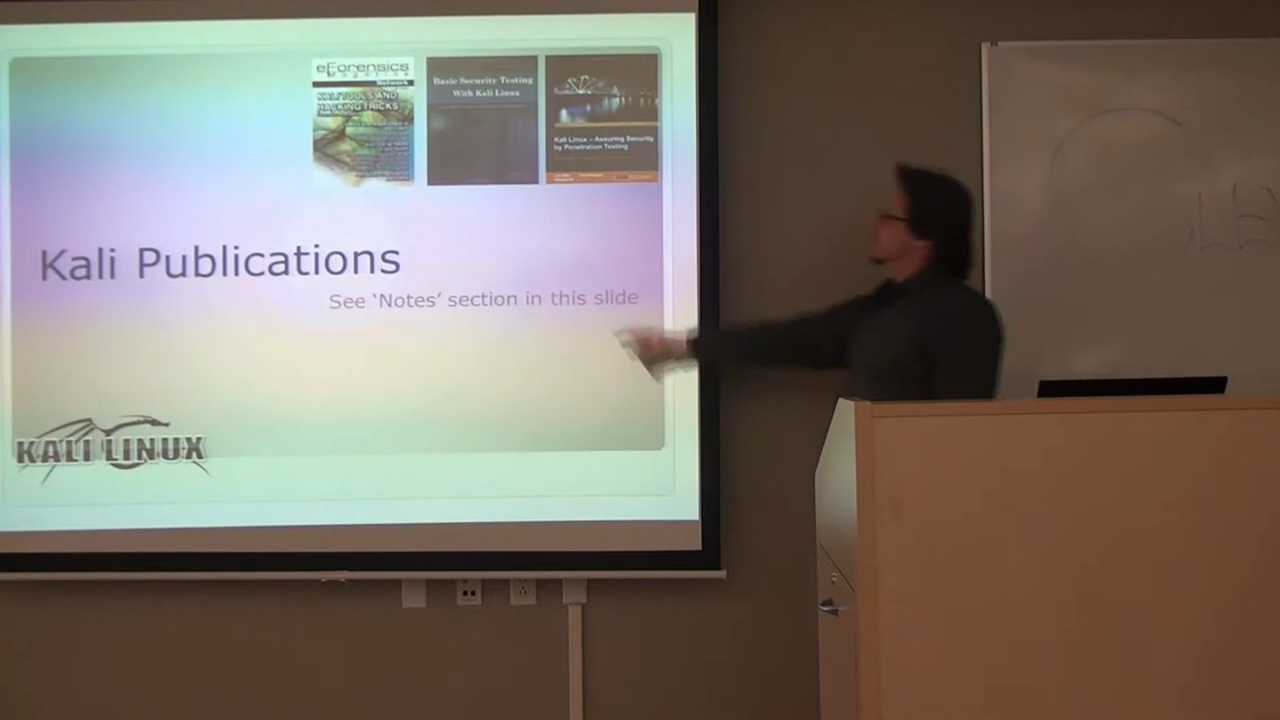 eForensics
Magazine
Network
KALI TOOLS AND
HACKING TRICKS
Basic Security Testing
With Kali Linux
Kali Linux – Assuring Security
by Penetration Testing
Kali Publications
See ‘Notes’ section in this slide
KALI LINUX